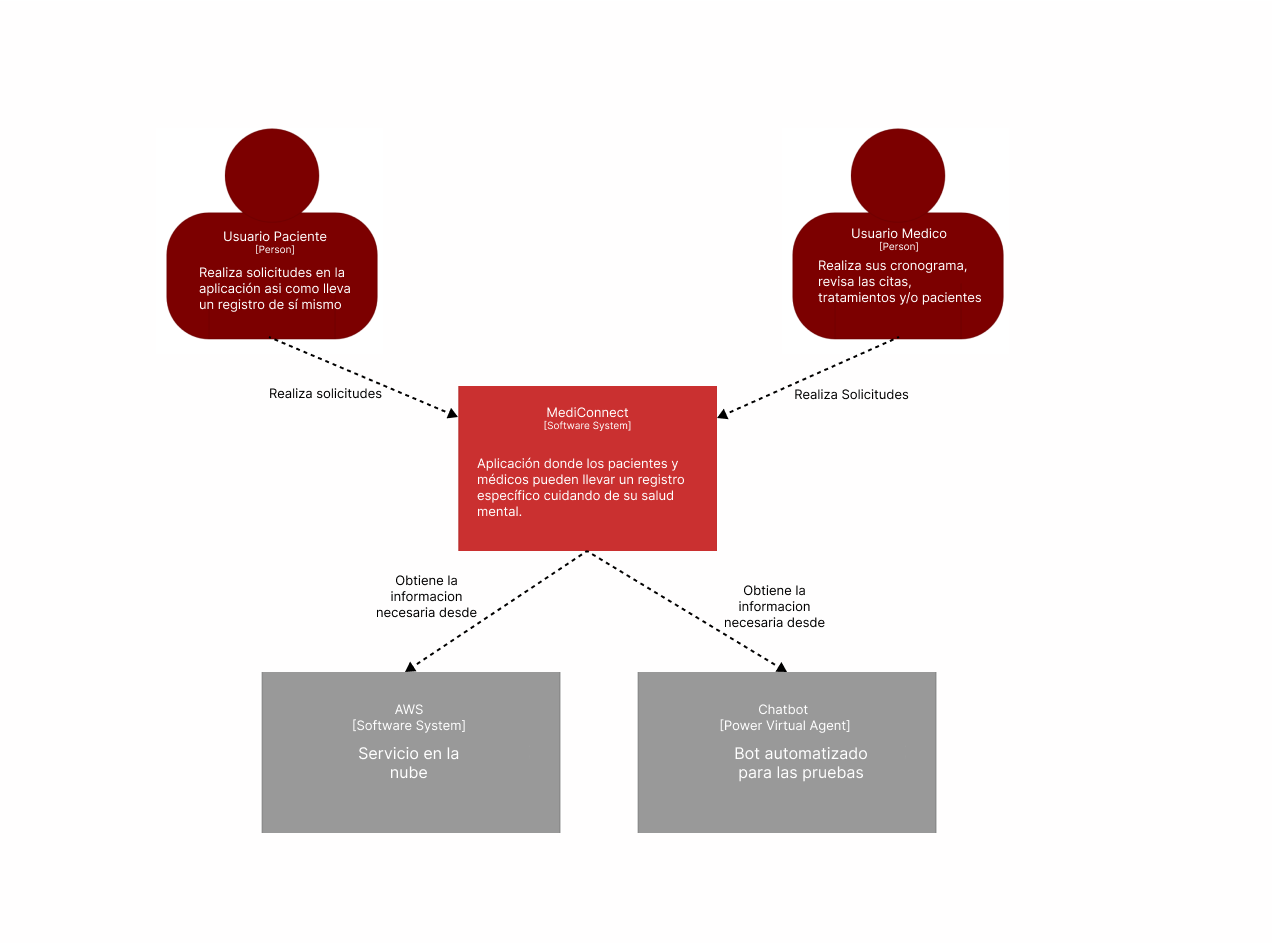 Usuario Paciente
[Person]
Realiza solicitudes en la
aplicación asi como lleva
un registro de sí mismo
Usuario Medico
[Person]
Realiza sus cronograma,
revisa las citas,
tratamientos y/o pacientes
Realiza solicitudes
Realiza Solicitudes
MediConnect
[Software System]
Aplicación donde los pacientes y
médicos pueden llevar un registro
específico cuidando de su salud
mental.
Obtiene la
informacion
necesaria desde
Obtiene la
informacion
necesaria desde
AWS
[Software System]
Servicio en la
nube
Chatbot
[Power Virtual Agent]
Bot automatizado
para las pruebas